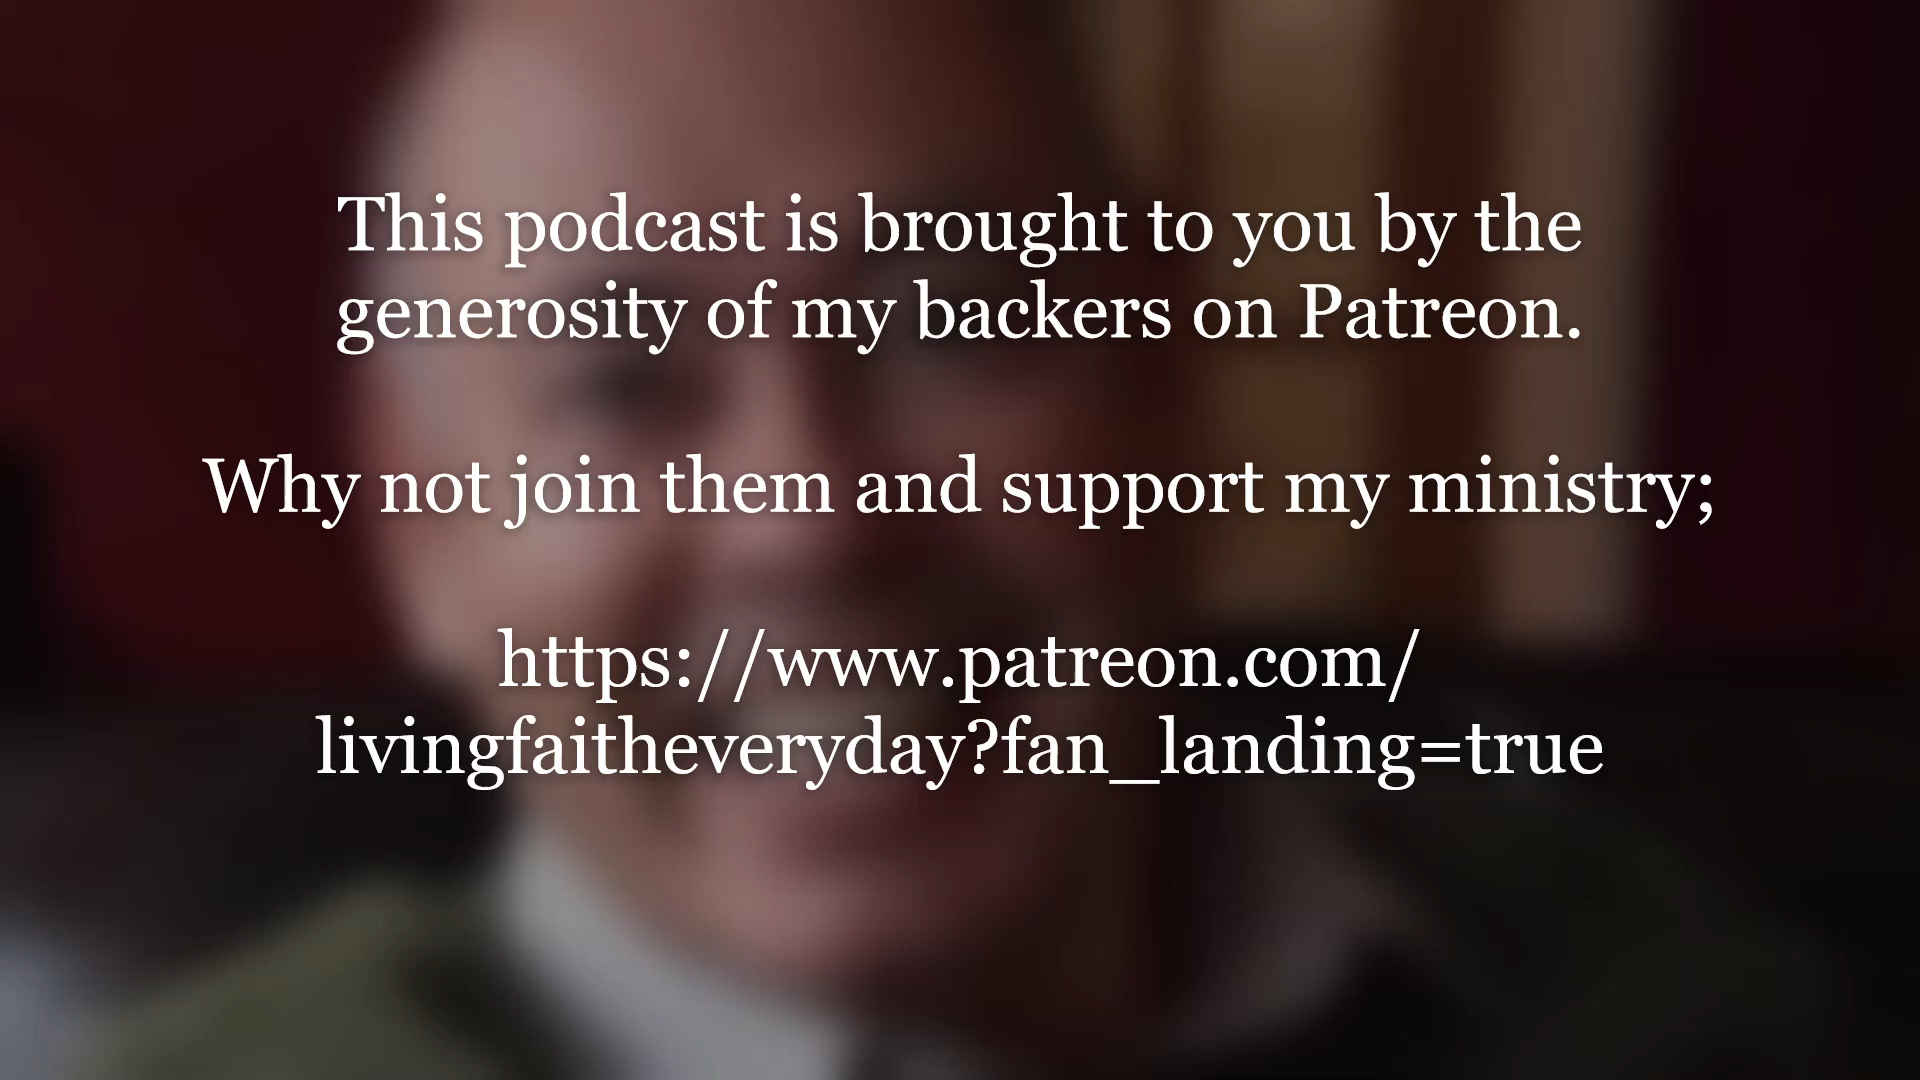 This podcast is brought to you by the
generosity of my backers on Patreon.
Why not join them and support my ministry;
https://www.patreon.com/
livingfaitheveryday?fan_landing=true